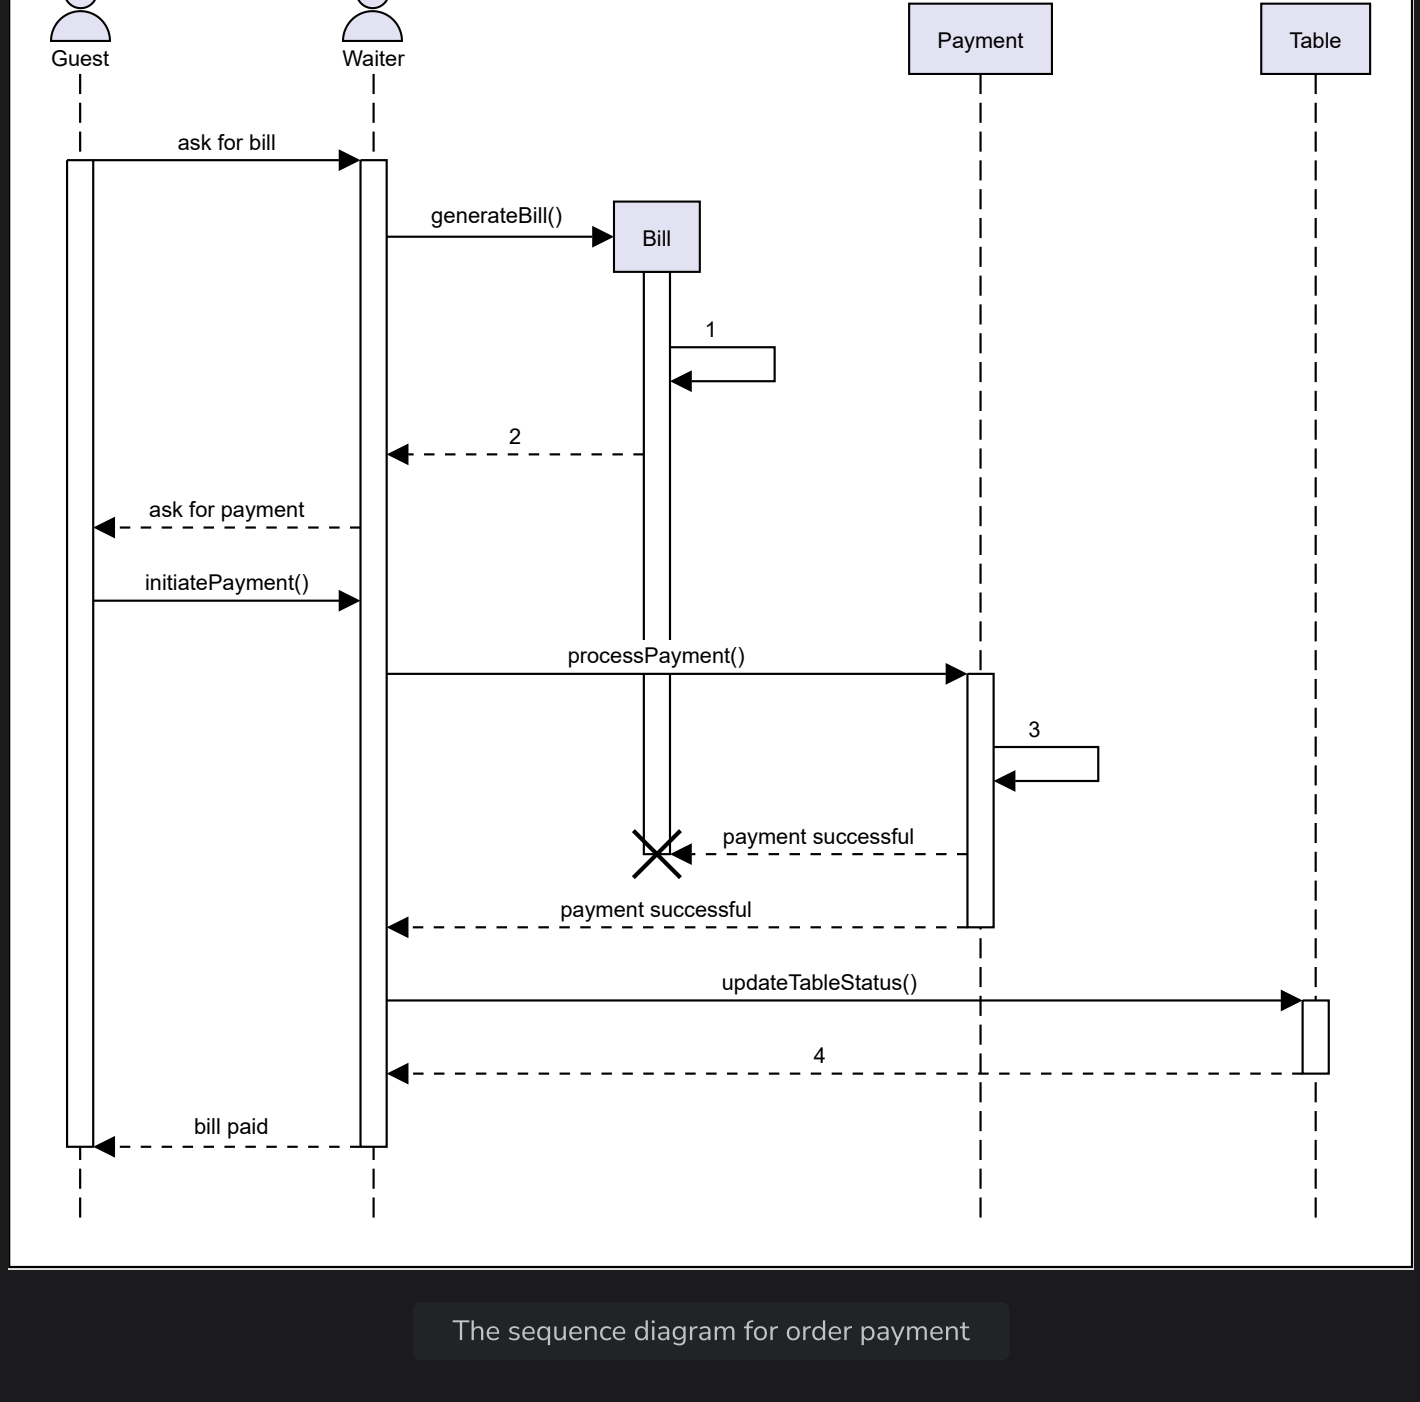 Guest
Waiter
Payment
Table
ask for bill
generateBill()
Bill
1
2
ask for payment
initiatePayment()
processPayment()
3
payment successful
payment successful
updateTableStatus()
4
bill paid
The sequence diagram for order payment